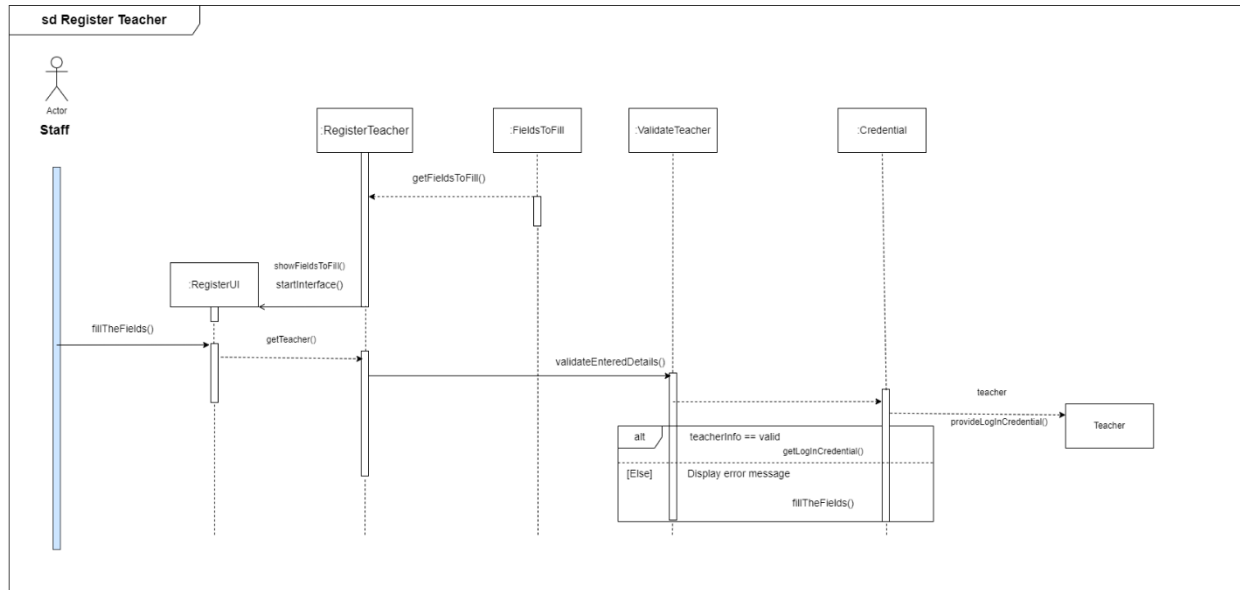 sd Register Teacher
Actor
Staff
:RegisterTeacher
:FieldsToFill
:ValidateTeacher
:Credential
getFieldsToFill()
showFieldsToFill()
:RegisterUI
startInterface()
fillTheFields()
getTeacher()
validateEnteredDetails()
teacher
provideLogInCredential()
Teacher
alt
teacherInfo == valid
getLogInCredential()
[Else]
Display error message
fillTheFields()